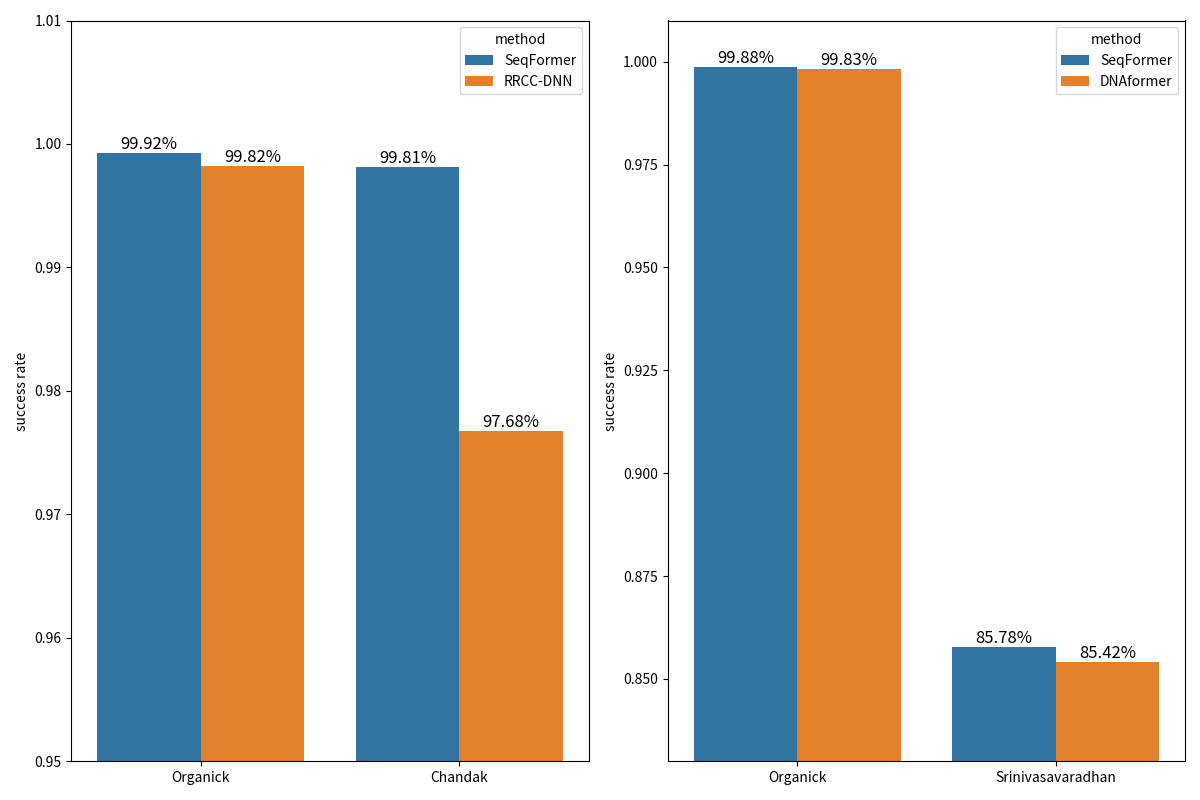 1.01
1.00
0.99
0.98
0.97
0.96
0.95
success rate
method
SeqFormer
RRCC-DNN
99.92%
99.82%
99.81%
97.68%
Organick
Chandak
1.000
0.975
0.950
0.925
0.900
0.875
0.850
success rate
method
SeqFormer
DNAformer
99.88%
99.83%
85.78%
85.42%
Organick
Srinivasavaradhan